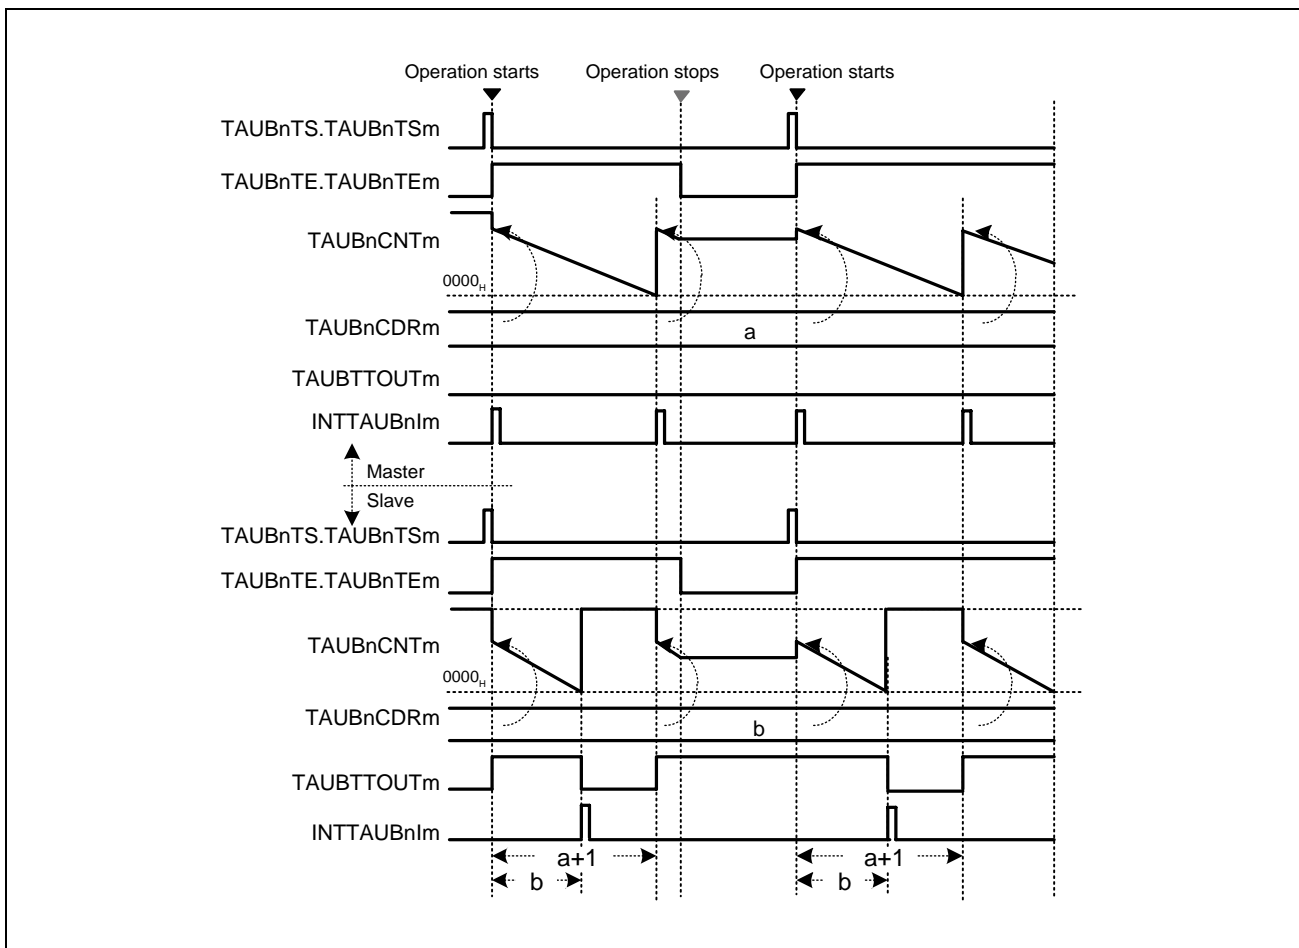 Operation starts Operation stops Operation starts
TAUBnTS.TAUBnTSm
TAUBnTE.TAUBnTEm
TAUBnCNTm
0000H
TAUBnCDRm
a
TAUBTTOUTm
INTTAUBnIm
Master
Slave
TAUBnTS.TAUBnTSm
TAUBnTE.TAUBnTEm
TAUBnCNTm
0000H
TAUBnCDRm
b
TAUBTTOUTm
INTTAUBnIm
a+1 a+1
b b